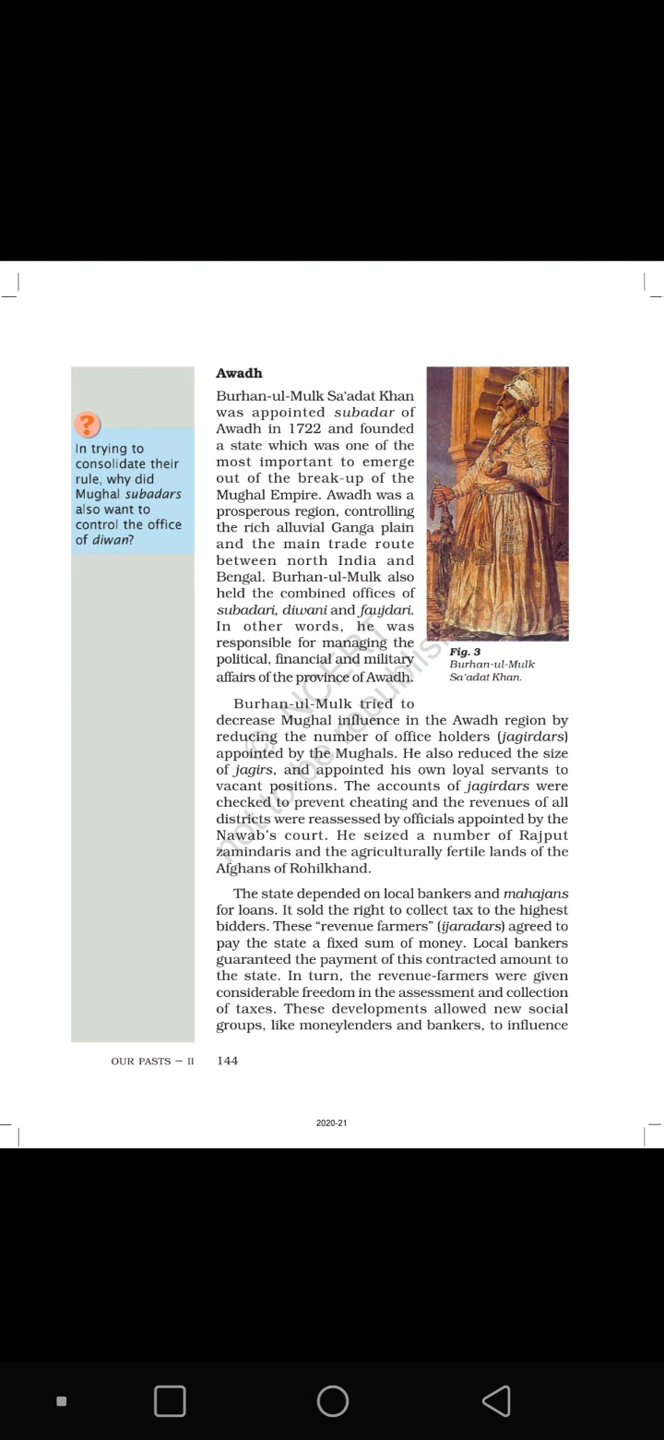 Awadh
Burhan-ul-Mulk Sa'adat Khan
was appointed subadar of
Awadh in 1722 and founded
a state which was one of the
most important to emerge
out of the break-up of the
Mughal Empire. Awadh was a
prosperous region, controlling
the rich alluvial Ganga plain
and the main trade route
between north India and
Bengal. Burhan-ul-Mulk also
held the combined offices of
subadari, diwani and faujdari.
In other words, he was
responsible for managing the
political, financial and military
affairs of the province of Awadh.
?
In trying to
consolidate their
rule, why did
Mughal subadars
also want to
control the office
of diwan?
Fig. 3
Burhan-ul-Mulk
Sa'adat Khan.
Burhan-ul-Mulk tried to
decrease Mughal influence in the Awadh region by
reducing the number of office holders (jagirdars)
appointed by the Mughals. He also reduced the size
of jagirs, and appointed his own loyal servants to
vacant positions. The accounts of jagirdars were
checked to prevent cheating and the revenues of all
districts were reassessed by officials appointed by the
Nawab's court. He seized a number of Rajput
zamindaris and the agriculturally fertile lands of the
Afghans of Rohilkhand.
The state depended on local bankers and mahajans
for loans. It sold the right to collect tax to the highest
bidders. These "revenue farmers" (ijaradars) agreed to
pay the state a fixed sum of money. Local bankers
guaranteed the payment of this contracted amount to
the state. In turn, the revenue-farmers were given
considerable freedom in the assessment and collection
of taxes. These developments allowed new social
groups, like moneylenders and bankers, to influence
© NCERT
not to be republis
OUR PASTS – II 144
2020-21